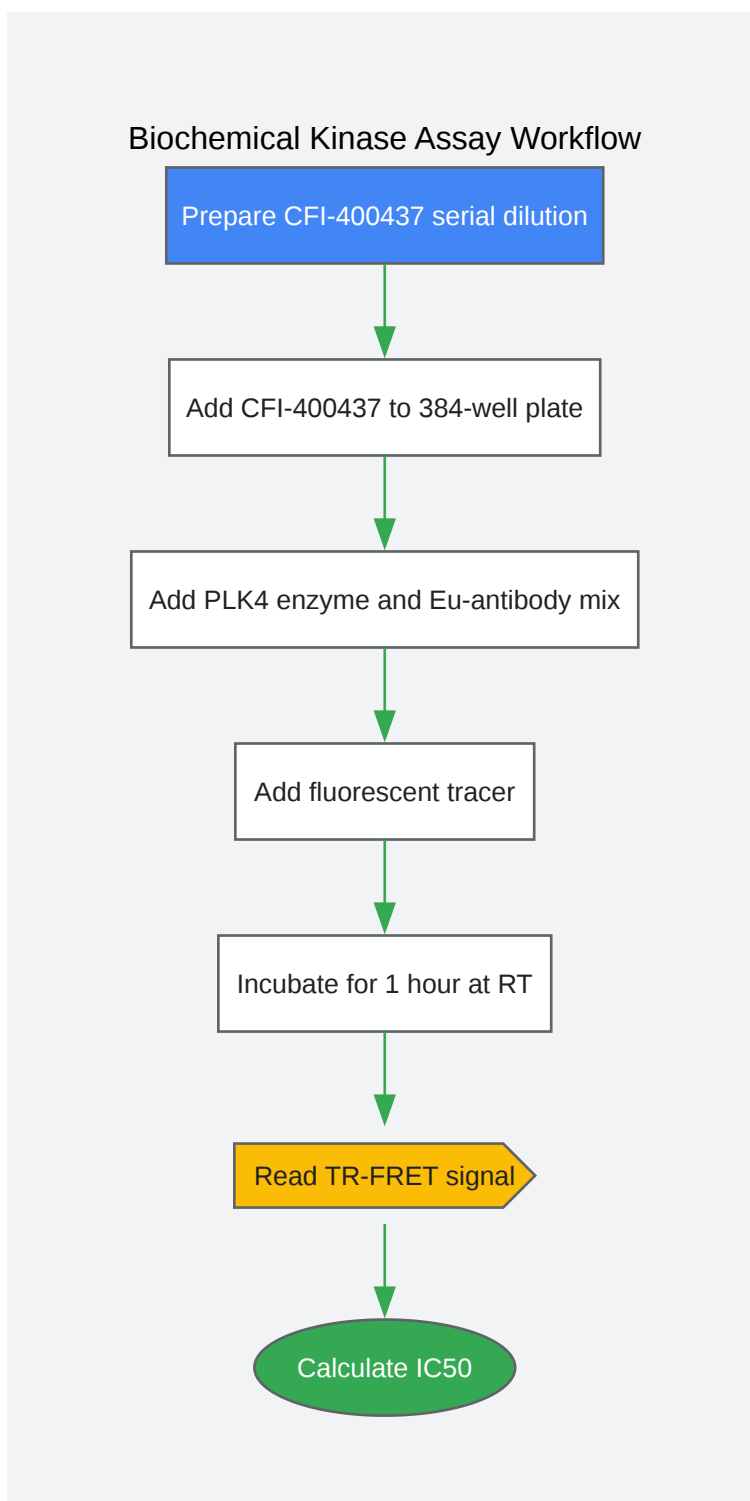 Biochemical Kinase Assay Workflow
Prepare CFI-400437 serial dilution
Add CFI-400437 to 384-well plate
Add PLK4 enzyme and Eu-antibody mix
Add fluorescent tracer
Incubate for 1 hour at RT
Read TR-FRET signal
Calculate IC50